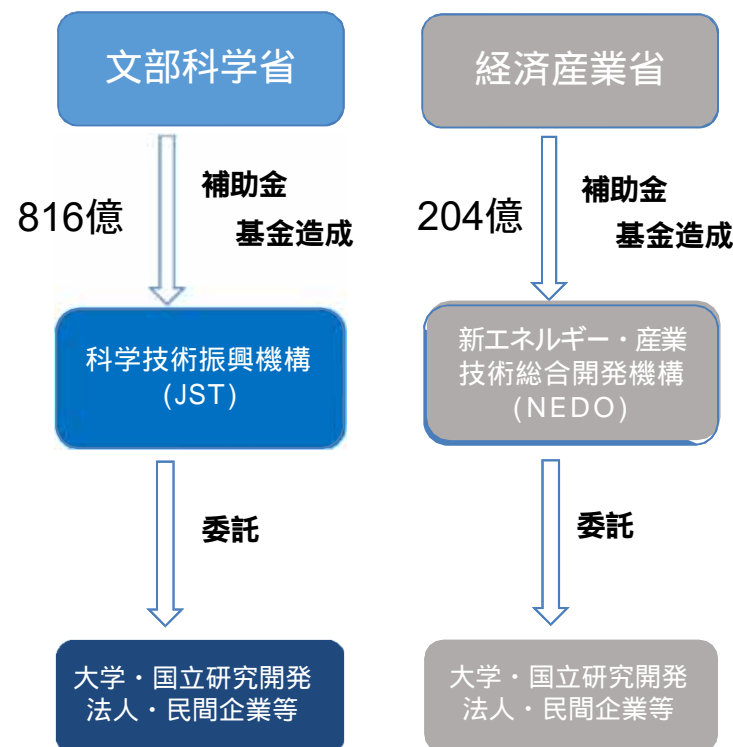 文部科学省
816億
補助金
基金造成
科学技術振興機構
(JST)
委託
大学・国立研究開発
法人・民間企業等
経済産業省
204億
補助金
基金造成
新エネルギー・産業
技術総合開発機構
(NEDO)
委託
大学・国立研究開発
法人・民間企業等